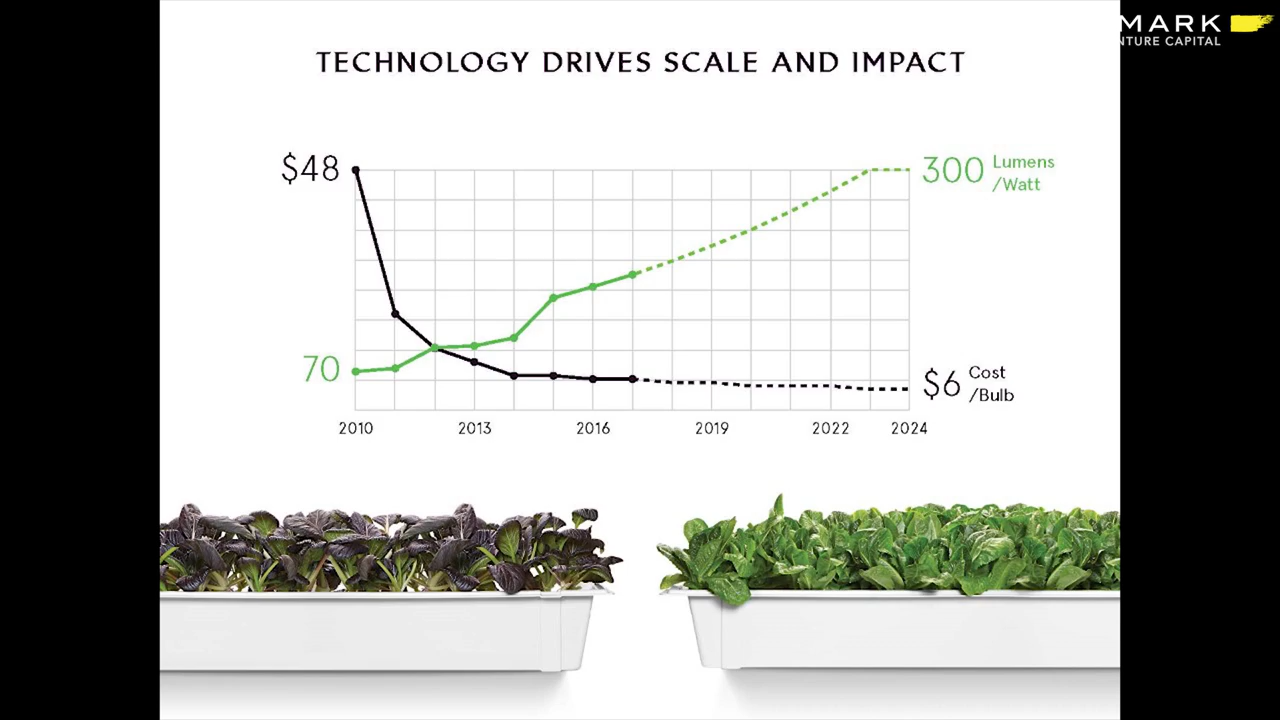 MARK
NTURE CAPITAL
TECHNOLOGY DRIVES SCALE AND IMPACT
$48
300 Lumens
/Watt
70
$6 Cost
/Bulb
2010 2013 2016 2019 2022 2024